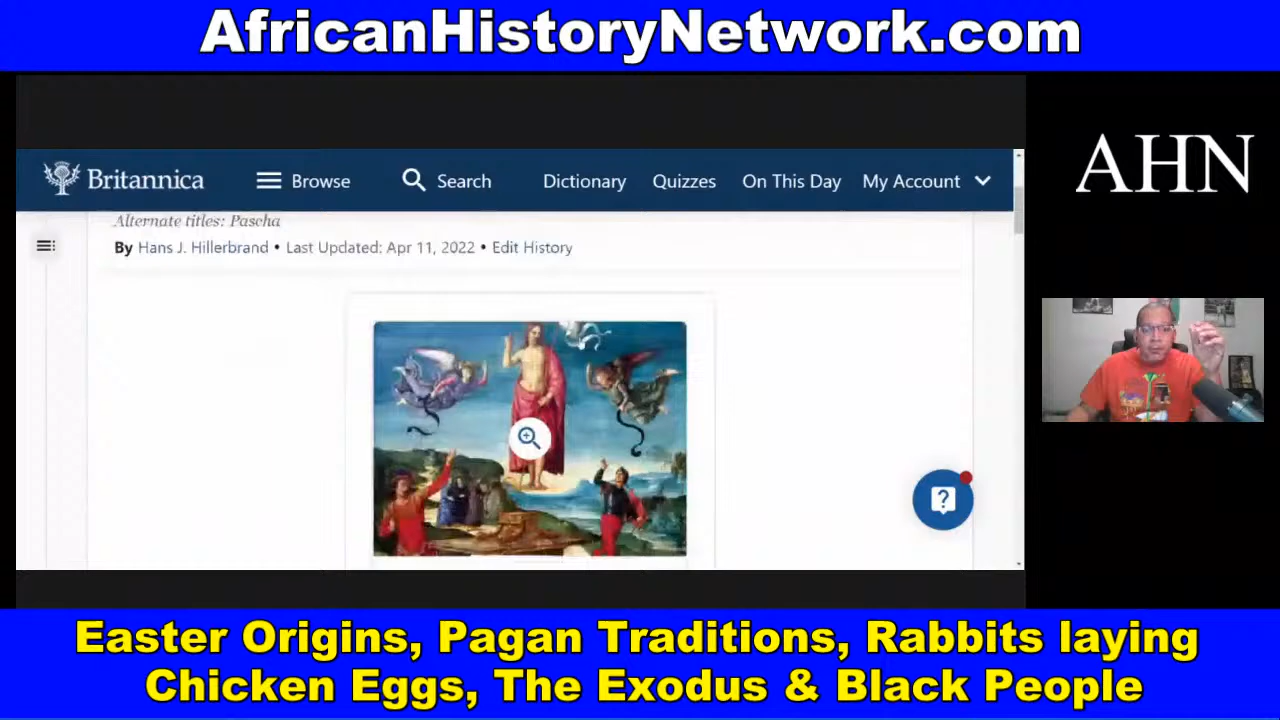 AfricanHistoryNetwork.com
Britannica
Browse
Search
Dictionary
Quizzes
On This Day
My Account
Alternate titles: Pascha
By Hans J. Hillerbrand • Last Updated: Apr 11, 2022 • Edit History
?
AHN
Easter Origins, Pagan Traditions, Rabbits laying
Chicken Eggs, The Exodus & Black People